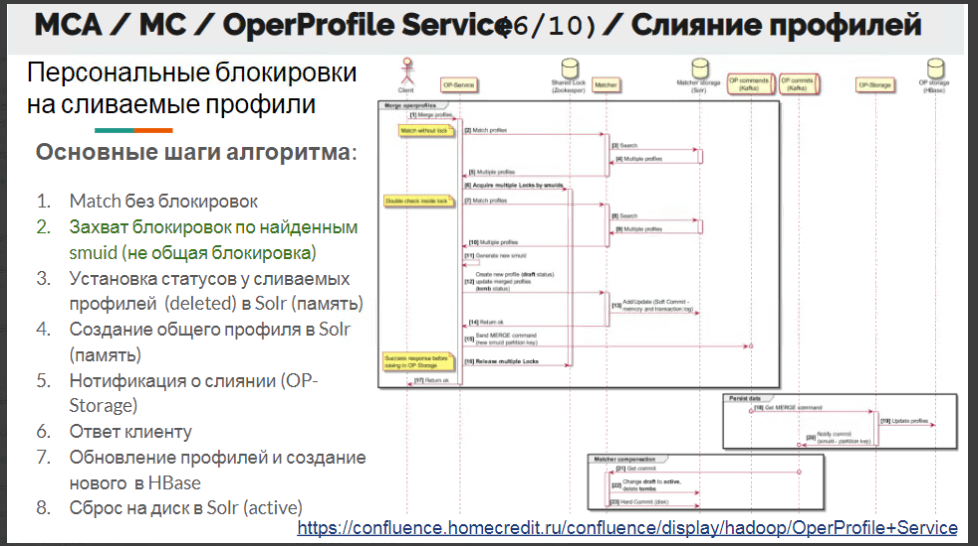 MCA / MC / OperProfile Service (6/10) / Слияние профилей
Персональные блокировки
на сливаемые профили
Основные шаги алгоритма:
1. Match без блокировок
2. Захват блокировок по найденным
smuid (не общая блокировка)
3. Установка статусов у сливаемых
профилей (deleted) в Solr (память)
4. Создание общего профиля в Solr
(память)
5. Нотификация о слиянии (OP-
Storage)
6. Ответ клиенту
7. Обновление профилей и создание
нового в HBase
8. Сброс на диск в Solr (active)
Client
OP-Service
Shared Lock
(Zookeeper)
Matcher
Matcher storage
(Solr)
OP commands
(Kafka)
OP commits
(Kafka)
OP-Storage
OP storage
(HBase)
Merge operprofiles
[1] Merge profiles
Match without lock
[2] Match profiles
[3] Search
[4] Multiple profiles
[5] Multiple profiles
[6] Acquire multiple Locks by smuids
Double check inside lock
[7] Match profiles
[8] Search
[9] Multiple profiles
[10] Multiple profiles
[11] Generate new smuid
Create new profile (draft status)
[12] update merged profiles
(tomb status)
[13] Add/Update (Soft Commit -
memory and transaction log)
[14] Return ok
[15] Send MERGE command
(new smuid partition key)
Success response before
saving in OP Storage
[16] Release multiple Locks
[17] Return ok
Persist data
[18] Get MERGE command
[19] Update profiles
[20] Notify commit
(smuid - partition key)
Matcher compensation
[21] Get commit
[22] Change draft to active,
delete tombs
[23] Hard Commit (disk)
https://confluence.homecredit.ru/confluence/display/hadoop/OperProfile+Service